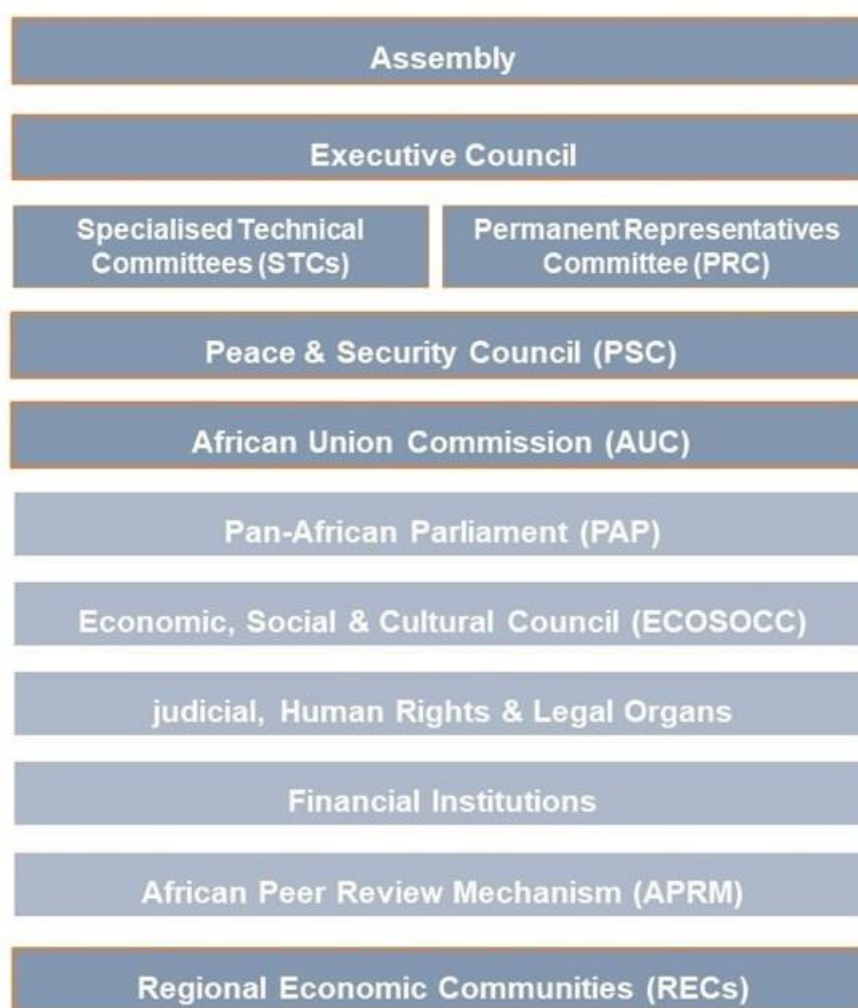 Assembly
Executive Council
Specialised Technical
Committees (STCs)
Permanent Representatives
Committee (PRC)
Peace & Security Council (PSC)
African Union Commission (AUC)
Pan-African Parliament (PAP)
Economic, Social & Cultural Council (ECOSOCC)
judicial, Human Rights & Legal Organs
Financial Institutions
African Peer Review Mechanism (APRM)
Regional Economic Communities (RECs)